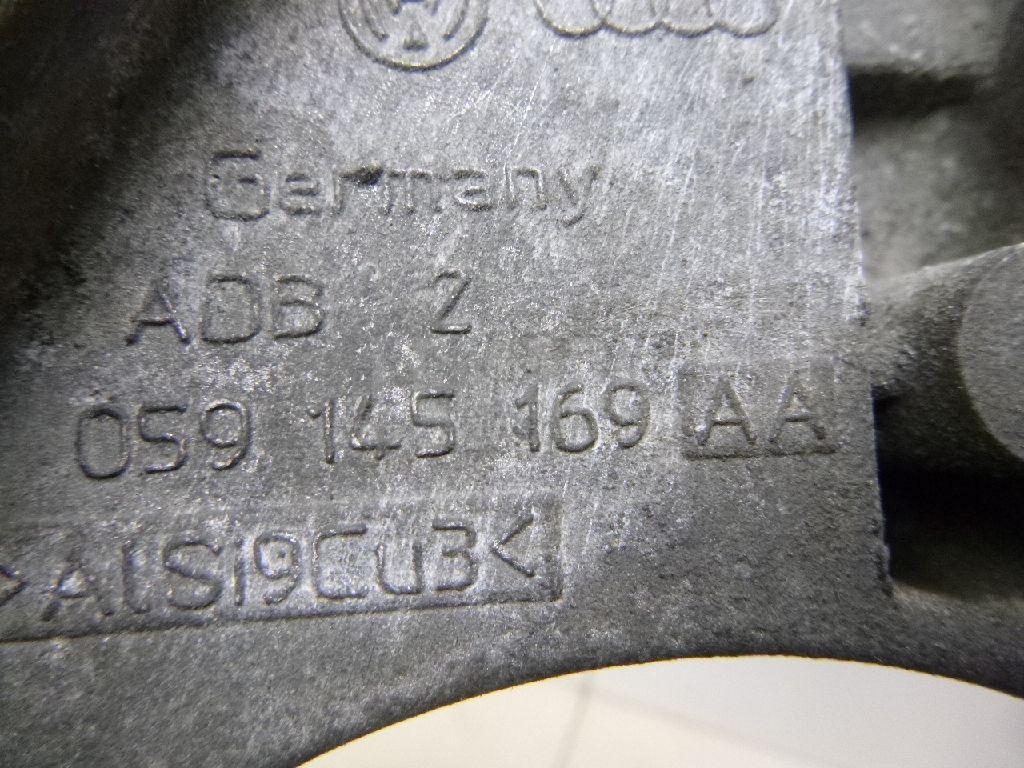 Germany
ADB 2
059 145 169 AA
>AlSi9Cu3<